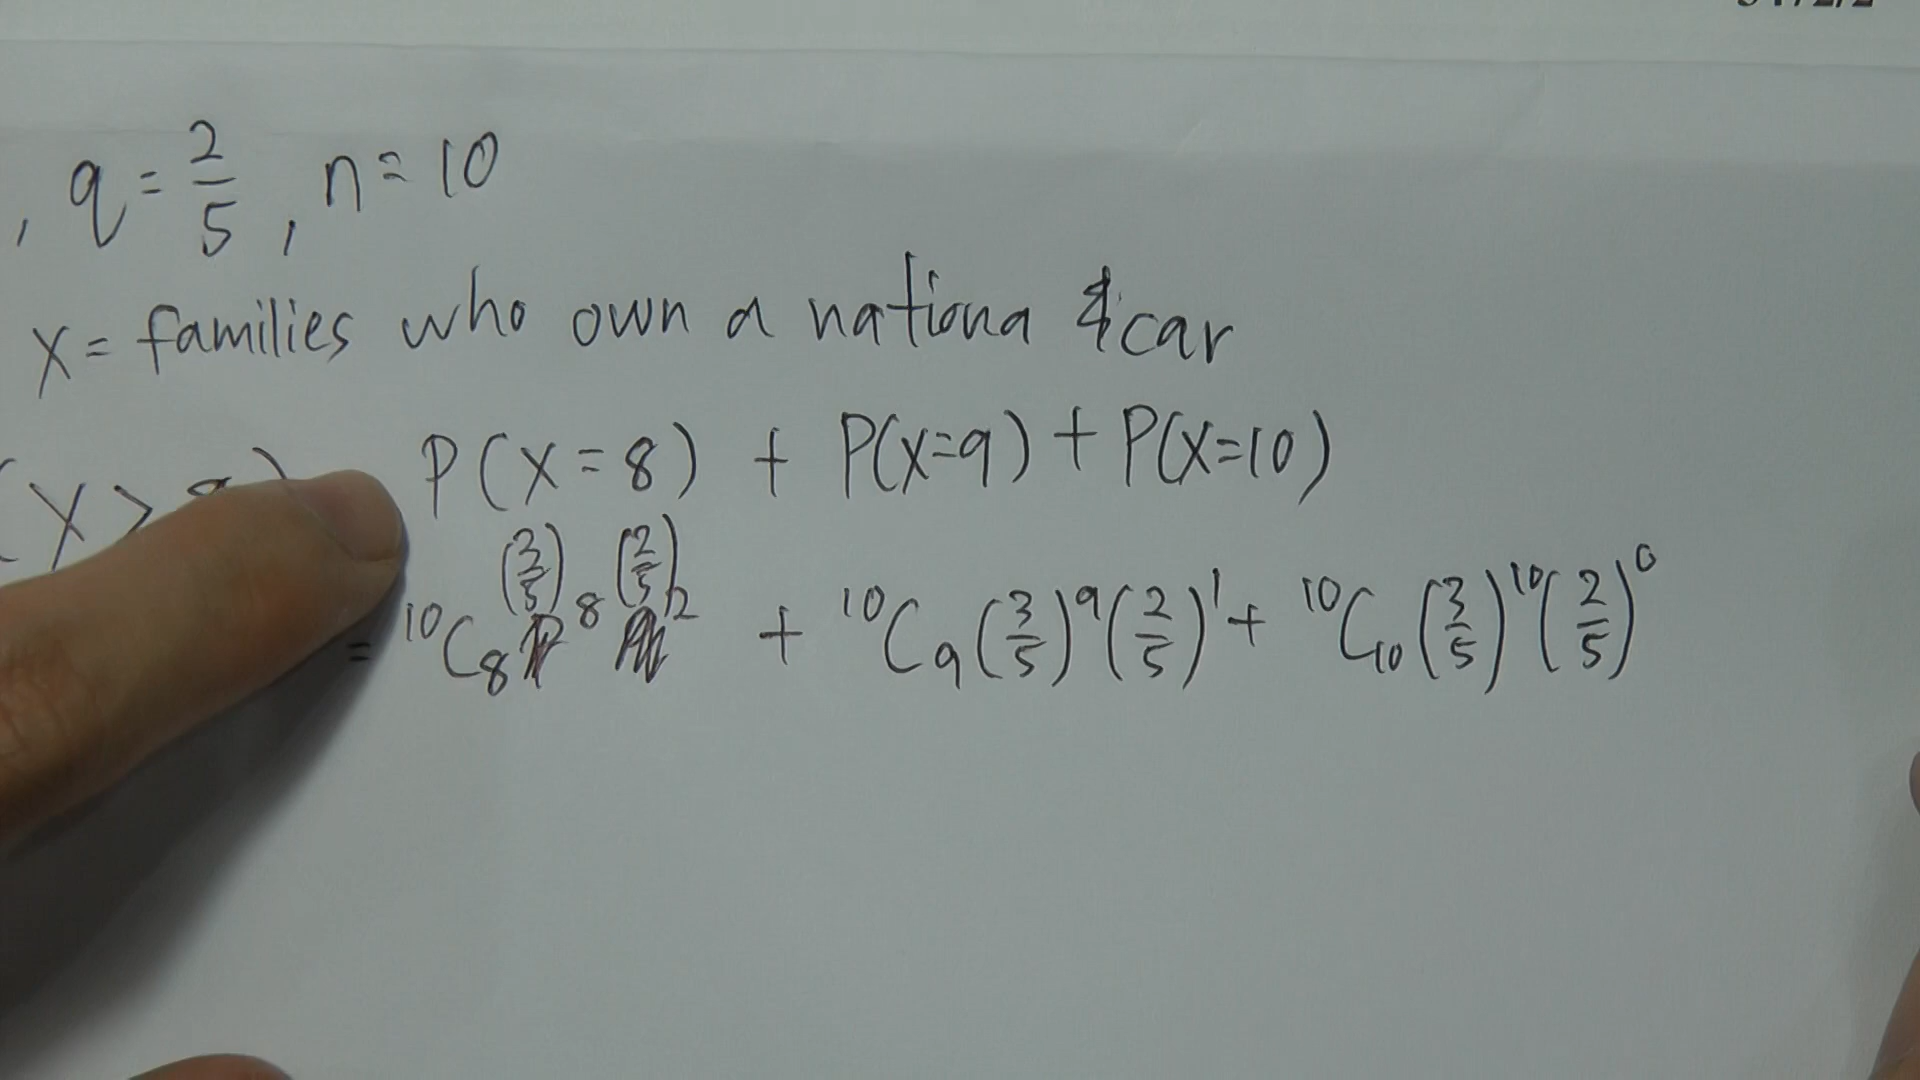 , q = 2/5 , n = 10
X = families who own a nationa car
P(X=8) + P(X=9) + P(X=10)
= ¹⁰C₈ (3/5)⁸ (2/5)² + ¹⁰C₉ (3/5)⁹ (2/5)¹ + ¹⁰C₁₀ (3/5)¹⁰ (2/5)⁰